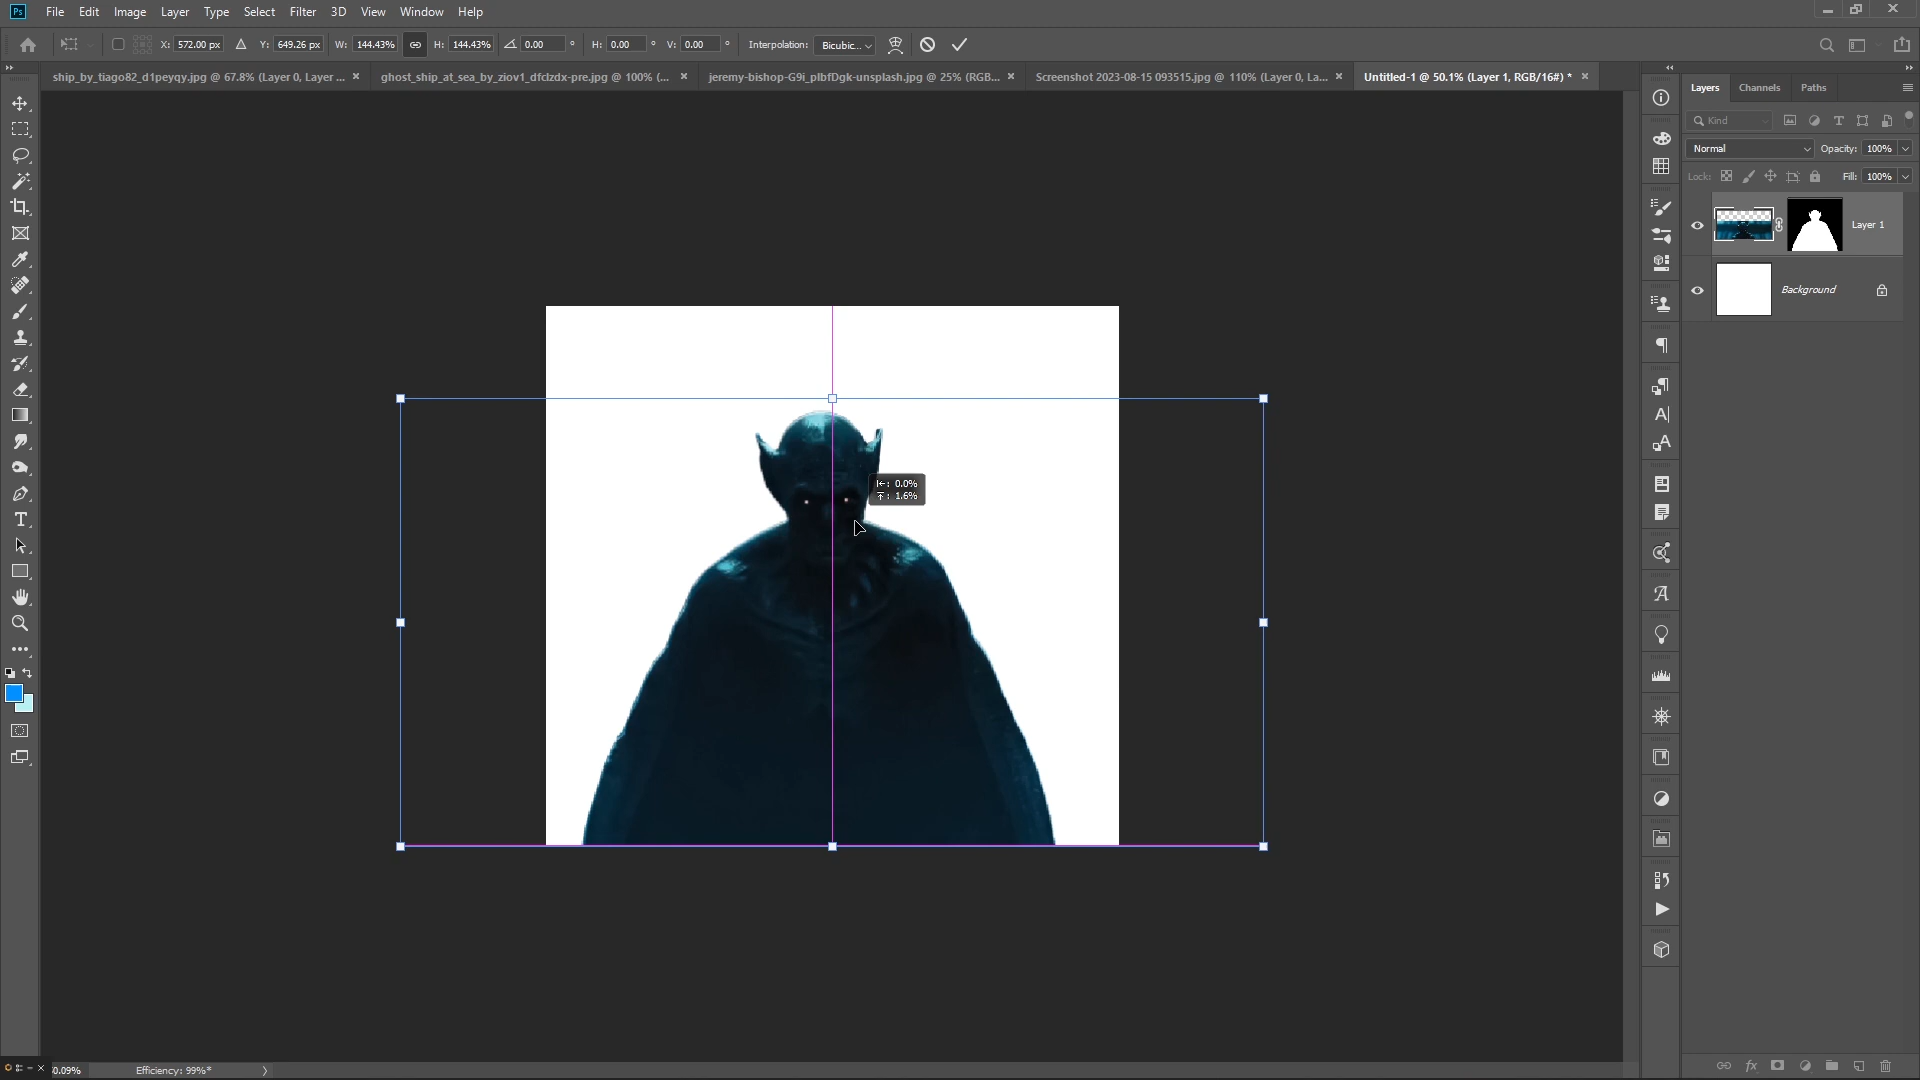 Ps File Edit Image Layer Type Select Filter 3D View Window Help
X: 572.00 px Y: 649.26 px W: 144.43% H: 144.43% 0.00 ° H: 0.00 ° V: 0.00 ° Interpolation: Bicubic...
ship_by_tiago82_d1peyqy.jpg @ 67.8% (Layer 0, Layer ... × ghost_ship_at_sea_by_ziov1_dfclzdx-pre.jpg @ 100% (... × jeremy-bishop-G9i_plbfDgk-unsplash.jpg @ 25% (RGB... × Screenshot 2023-08-15 093515.jpg @ 110% (Layer 0, La... × Untitled-1 @ 50.1% (Layer 1, RGB/16#) * ×
Layers Channels Paths
Kind
Normal Opacity: 100%
Lock: Fill: 100%
Layer 1
Background
0.0%
1.6%
0.09% Efficiency: 99%*